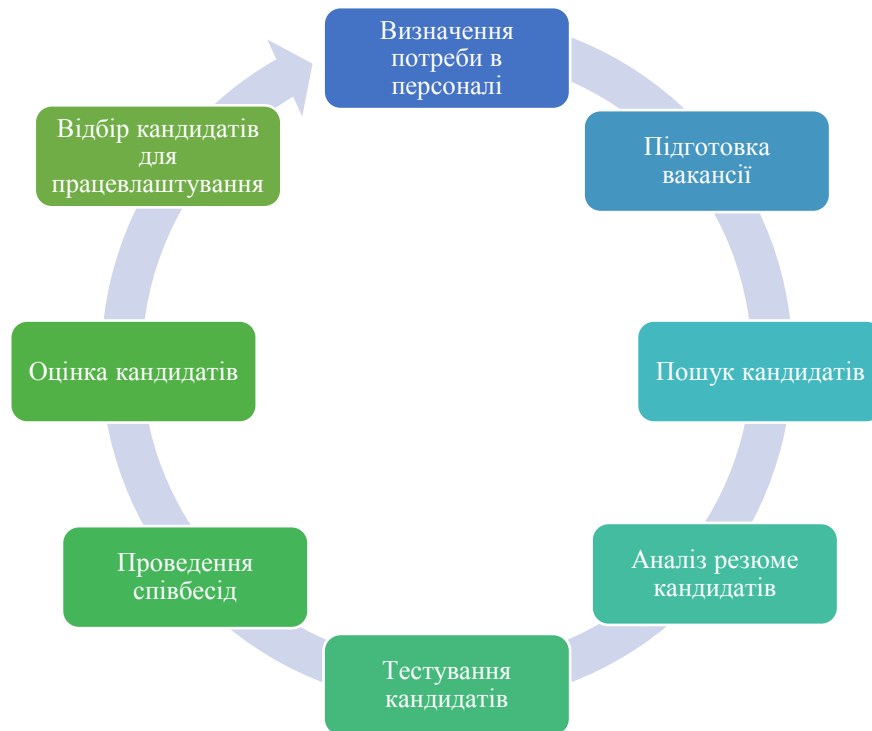 Визначення
потреби в
персоналі
Підготовка
вакансії
Пошук кандидатів
Аналіз резюме
кандидатів
Тестування
кандидатів
Проведення
співбесід
Оцінка кандидатів
Відбір кандидатів
для
працевлаштування